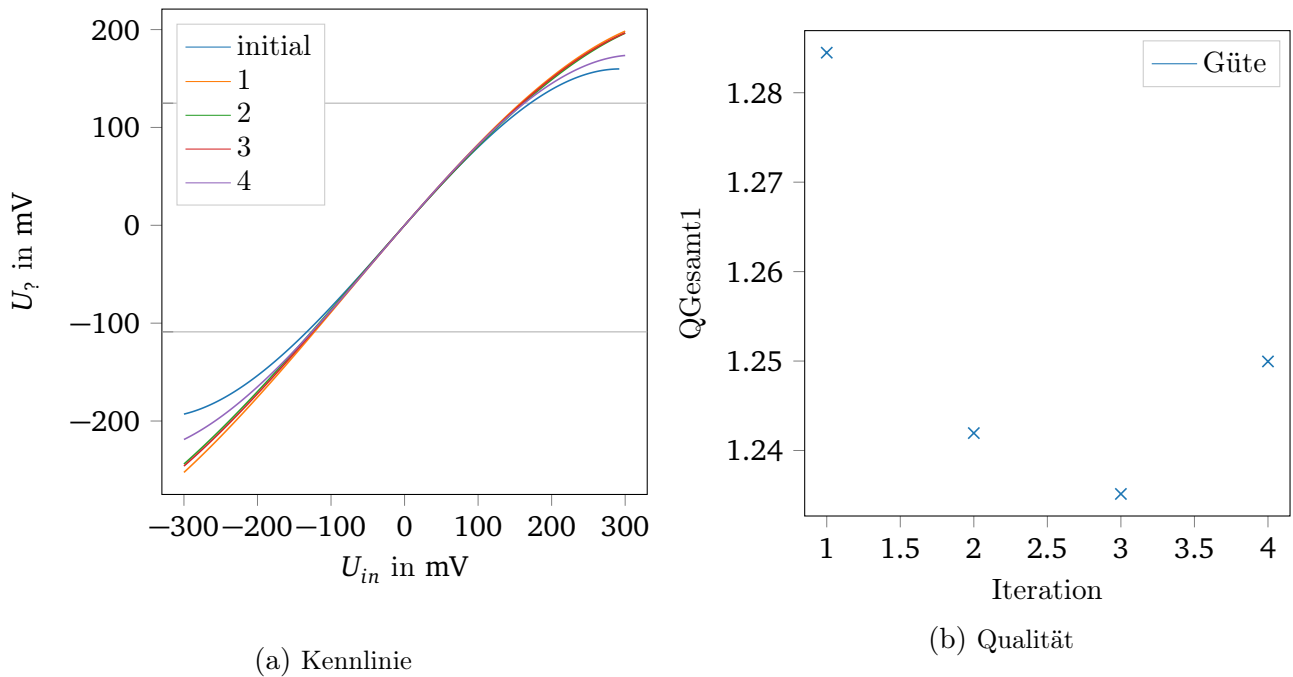 200
100
0
−100
−200
U? in mV
initial
1
2
3
4
−300 −200 −100 0 100 200 300
U_in in mV
(a) Kennlinie
1.28
1.27
1.26
1.25
1.24
QGesamt1
Güte
1 1.5 2 2.5 3 3.5 4
Iteration
(b) Qualität